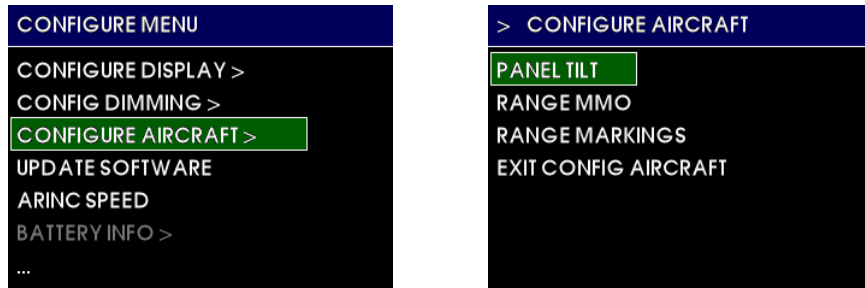 CONFIGURE MENU
CONFIGURE DISPLAY >
CONFIG DIMMING >
CONFIGURE AIRCRAFT >
UPDATE SOFTWARE
ARINC SPEED
BATTERY INFO >
...
> CONFIGURE AIRCRAFT
PANEL TILT
RANGE MMO
RANGE MARKINGS
EXIT CONFIG AIRCRAFT